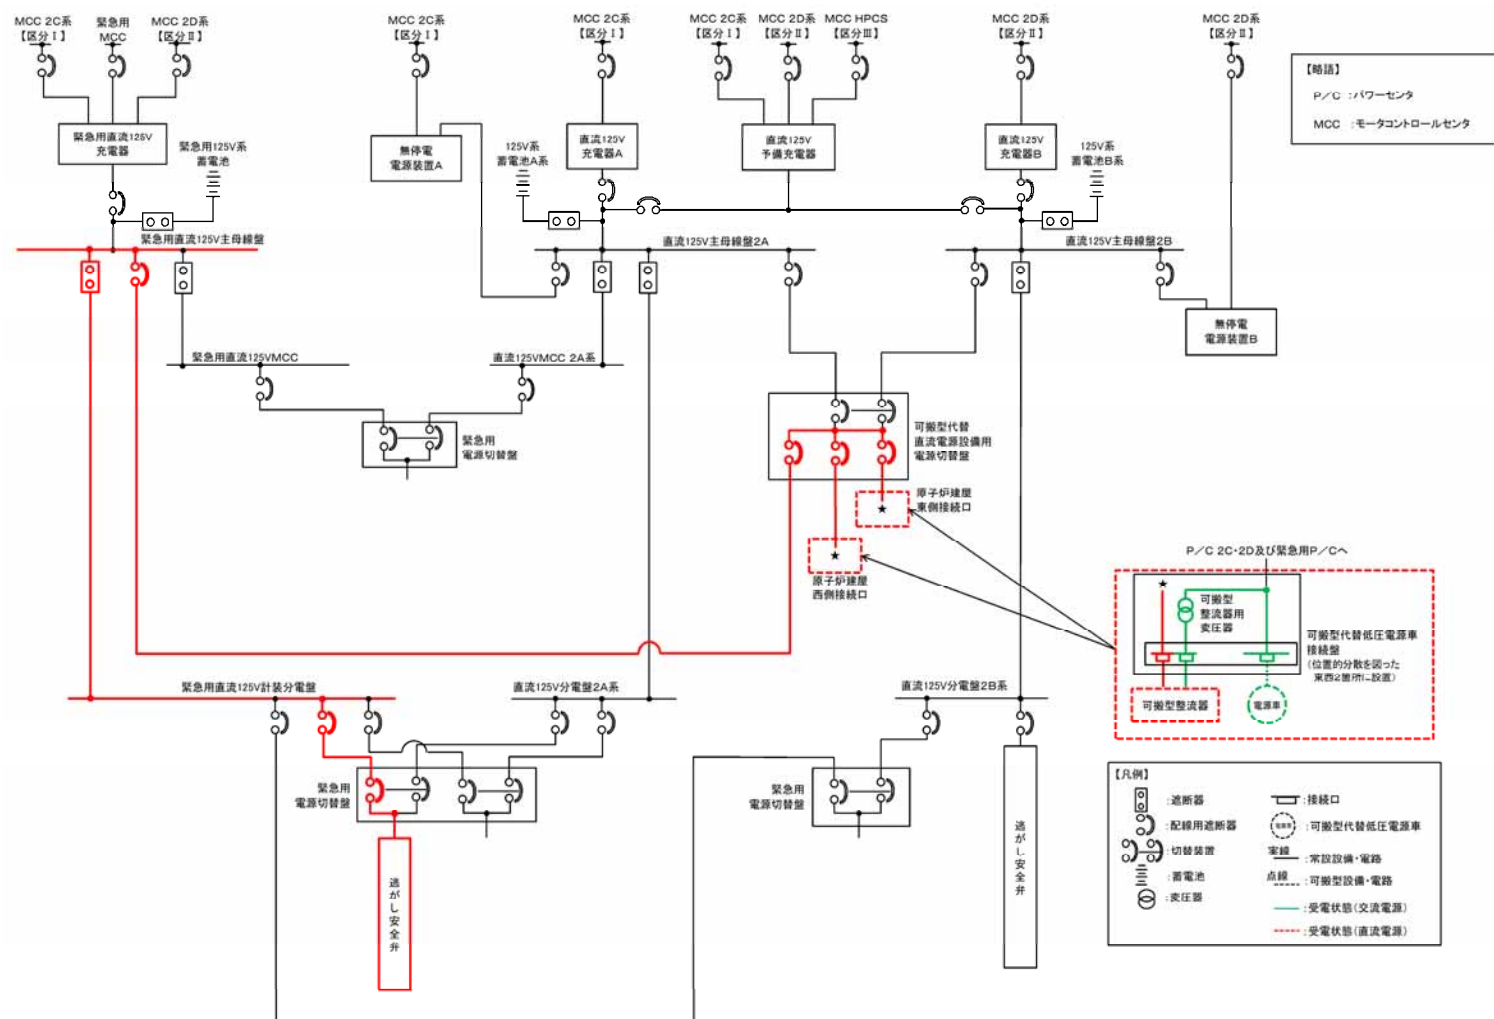 MCC 2C系
【区分Ⅰ】
緊急用
MCC
MCC 2D系
【区分Ⅱ】
MCC 2C系
【区分Ⅰ】
MCC 2C系
【区分Ⅰ】
MCC 2C系
【区分Ⅰ】
MCC 2D系
【区分Ⅱ】
MCC HPCS
【区分Ⅲ】
MCC 2D系
【区分Ⅱ】
MCC 2D系
【区分Ⅱ】
【略語】
P/C :パワーセンタ
MCC :モータコントロールセンタ
緊急用直流125V
充電器
緊急用125V系
蓄電池
無停電
電源装置A
125V系
蓄電池A系
直流125V
充電器A
直流125V
予備充電器
直流125V
充電器B
125V系
蓄電池B系
緊急用直流125V主母線盤
直流125V主母線盤2A
直流125V主母線盤2B
無停電
電源装置B
緊急用直流125VMCC
直流125VMCC 2A系
緊急用
電源切替盤
可搬型代替
直流電源設備用
電源切替盤
原子炉建屋
東側接続口
★
★
原子炉建屋
西側接続口
P/C 2C・2D及び緊急用P/Cへ
★
可搬型
整流器用
変圧器
可搬型代替低圧電源車
接続盤
(位置的分散を図った
東西2箇所に設置)
可搬型整流器
電源車
緊急用直流125V計装分電盤
直流125V分電盤2A系
直流125V分電盤2B系
緊急用
電源切替盤
緊急用
電源切替盤
逃がし安全弁
逃がし安全弁
【凡例】
:遮断器
:配線用遮断器
:切替装置
:蓄電池
:変圧器
:接続口
電源車
:可搬型代替低圧電源車
実線
:常設設備・電路
点線
:可搬型設備・電路
:受電状態(交流電源)
:受電状態(直流電源)